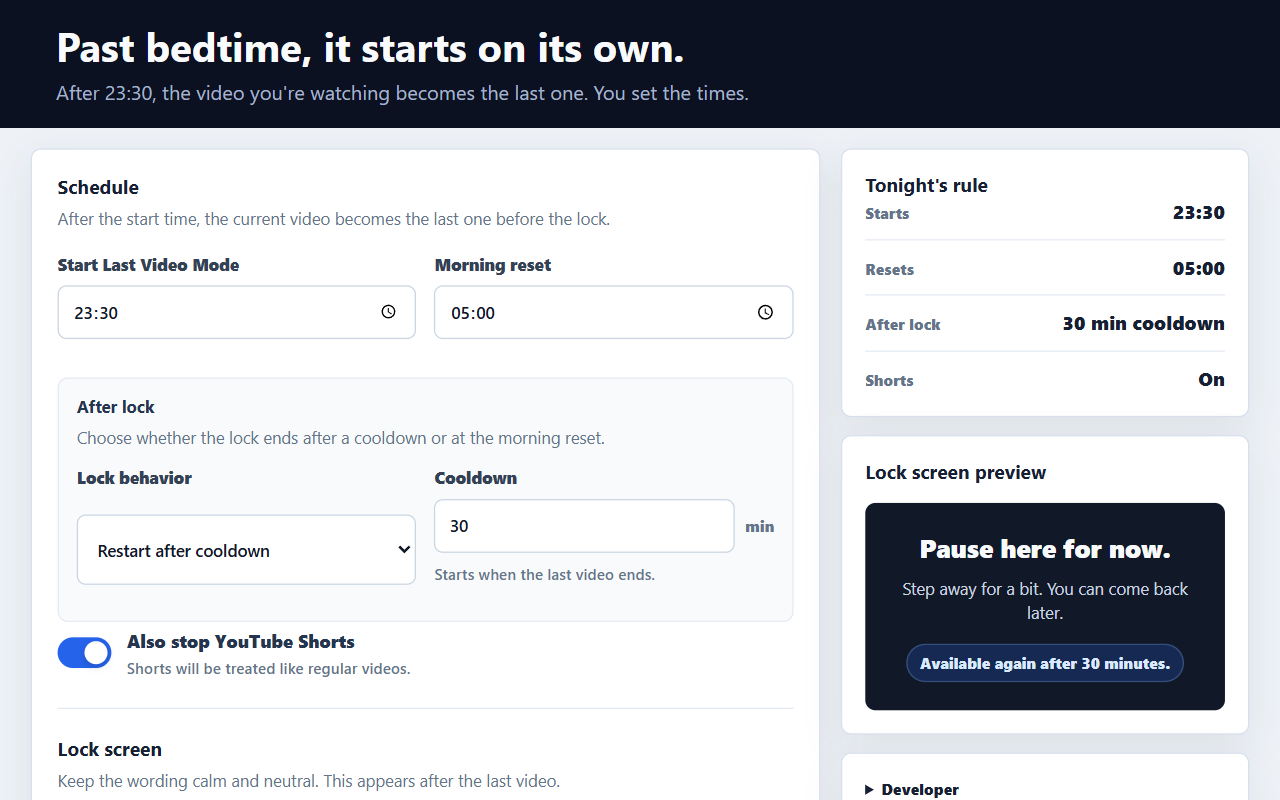 Past bedtime, it starts on its own.
After 23:30, the video you're watching becomes the last one. You set the times.
Schedule
After the start time, the current video becomes the last one before the lock.
Start Last Video Mode
Morning reset
23:30
05:00
After lock
Choose whether the lock ends after a cooldown or at the morning reset.
Lock behavior
Cooldown
Restart after cooldown
30
min
Starts when the last video ends.
Also stop YouTube Shorts
Shorts will be treated like regular videos.
Lock screen
Keep the wording calm and neutral. This appears after the last video.
Tonight's rule
Starts 23:30
Resets 05:00
After lock 30 min cooldown
Shorts On
Lock screen preview
Pause here for now.
Step away for a bit. You can come back
later.
Available again after 30 minutes.
Developer